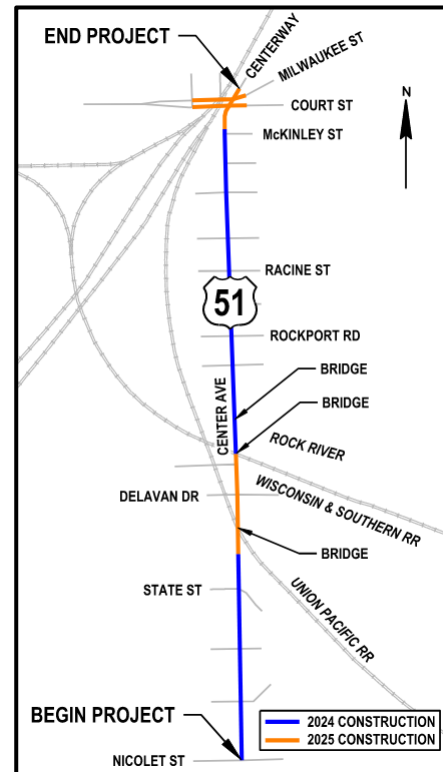 END PROJECT
CENTERWAY
MILWAUKEE ST
N
COURT ST
McKINLEY ST
RACINE ST
51
ROCKPORT RD
CENTER AVE
BRIDGE
BRIDGE
ROCK RIVER
WISCONSIN & SOUTHERN RR
DELAVAN DR
BRIDGE
STATE ST
UNION PACIFIC RR
BEGIN PROJECT
2024 CONSTRUCTION
2025 CONSTRUCTION
NICOLET ST